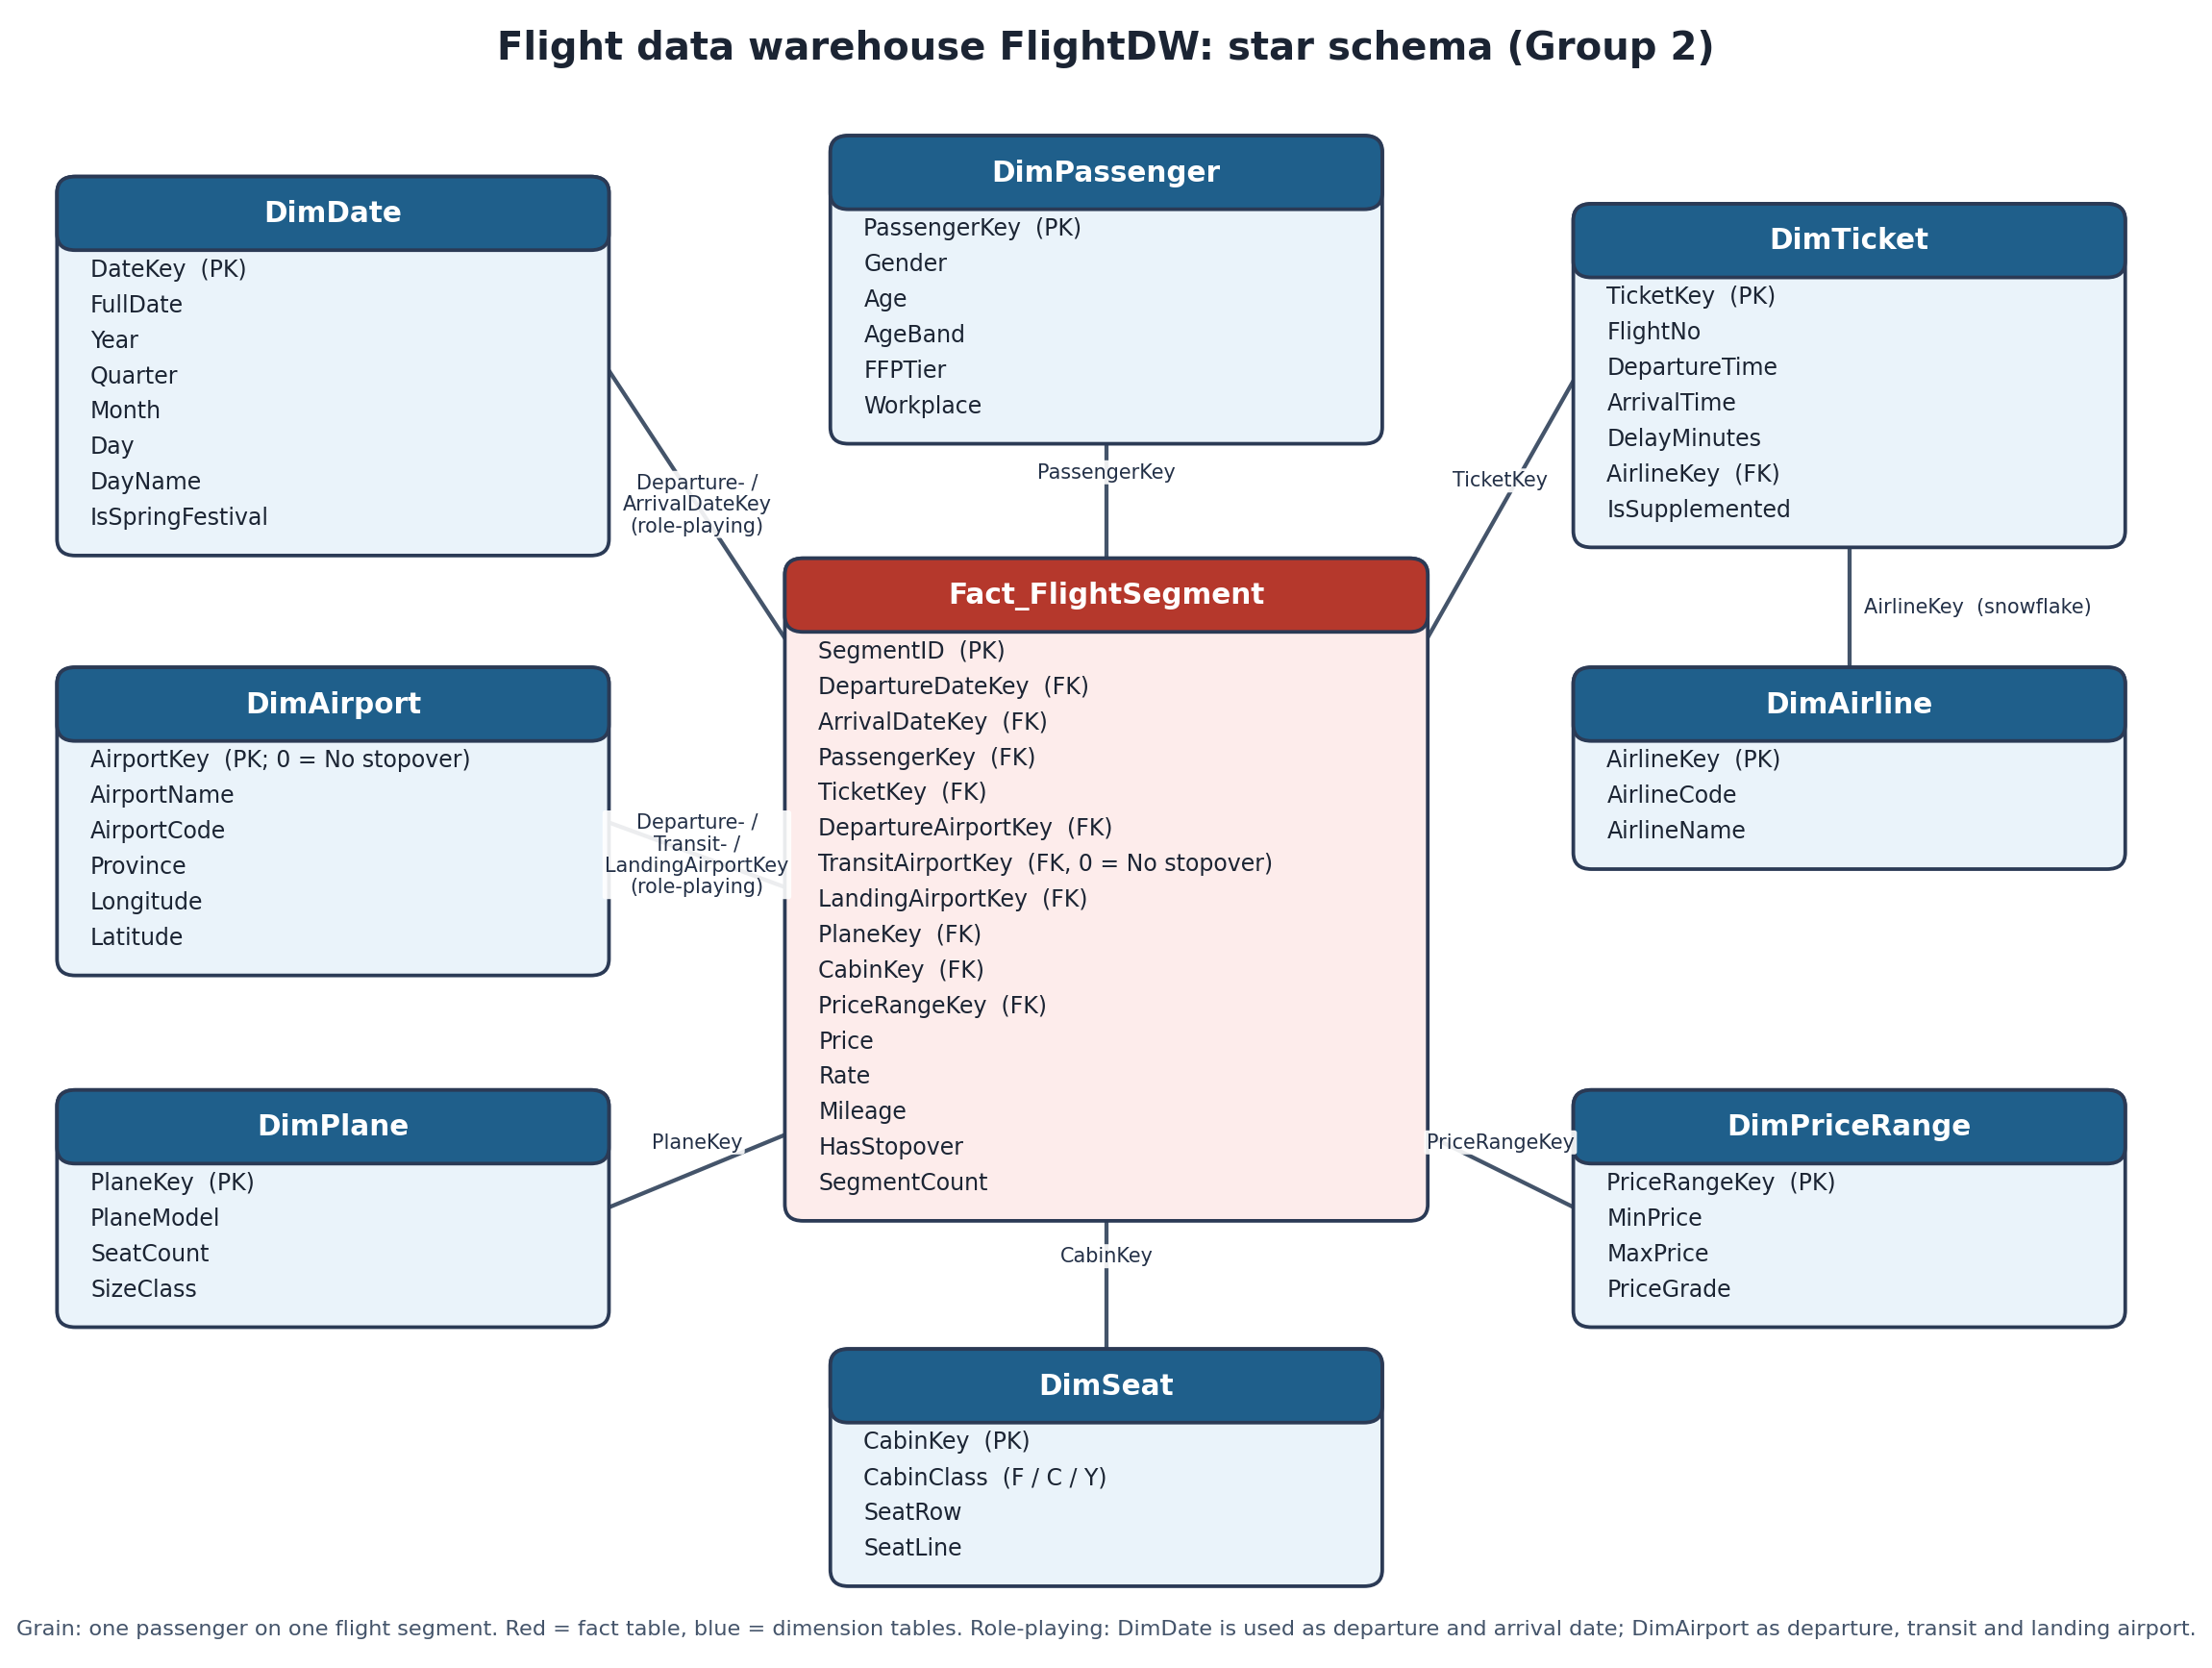 Flight data warehouse FlightDW: star schema (Group 2)
DimDate
DateKey  (PK)
FullDate
Year
Quarter
Month
Day
DayName
IsSpringFestival
DimPassenger
PassengerKey  (PK)
Gender
Age
AgeBand
FFPTier
Workplace
DimTicket
TicketKey  (PK)
FlightNo
DepartureTime
ArrivalTime
DelayMinutes
AirlineKey  (FK)
IsSupplemented
Departure- /
ArrivalDateKey
(role-playing)
PassengerKey
TicketKey
AirlineKey  (snowflake)
DimAirport
AirportKey  (PK; 0 = No stopover)
AirportName
AirportCode
Province
Longitude
Latitude
Departure- /
Transit- /
LandingAirportKey
(role-playing)
Fact_FlightSegment
SegmentID  (PK)
DepartureDateKey  (FK)
ArrivalDateKey  (FK)
PassengerKey  (FK)
TicketKey  (FK)
DepartureAirportKey  (FK)
TransitAirportKey  (FK, 0 = No stopover)
LandingAirportKey  (FK)
PlaneKey  (FK)
CabinKey  (FK)
PriceRangeKey  (FK)
Price
Rate
Mileage
HasStopover
SegmentCount
DimAirline
AirlineKey  (PK)
AirlineCode
AirlineName
DimPlane
PlaneKey  (PK)
PlaneModel
SeatCount
SizeClass
PlaneKey
PriceRangeKey
DimPriceRange
PriceRangeKey  (PK)
MinPrice
MaxPrice
PriceGrade
CabinKey
DimSeat
CabinKey  (PK)
CabinClass  (F / C / Y)
SeatRow
SeatLine
Grain: one passenger on one flight segment. Red = fact table, blue = dimension tables. Role-playing: DimDate is used as departure and arrival date; DimAirport as departure, transit and landing airport.